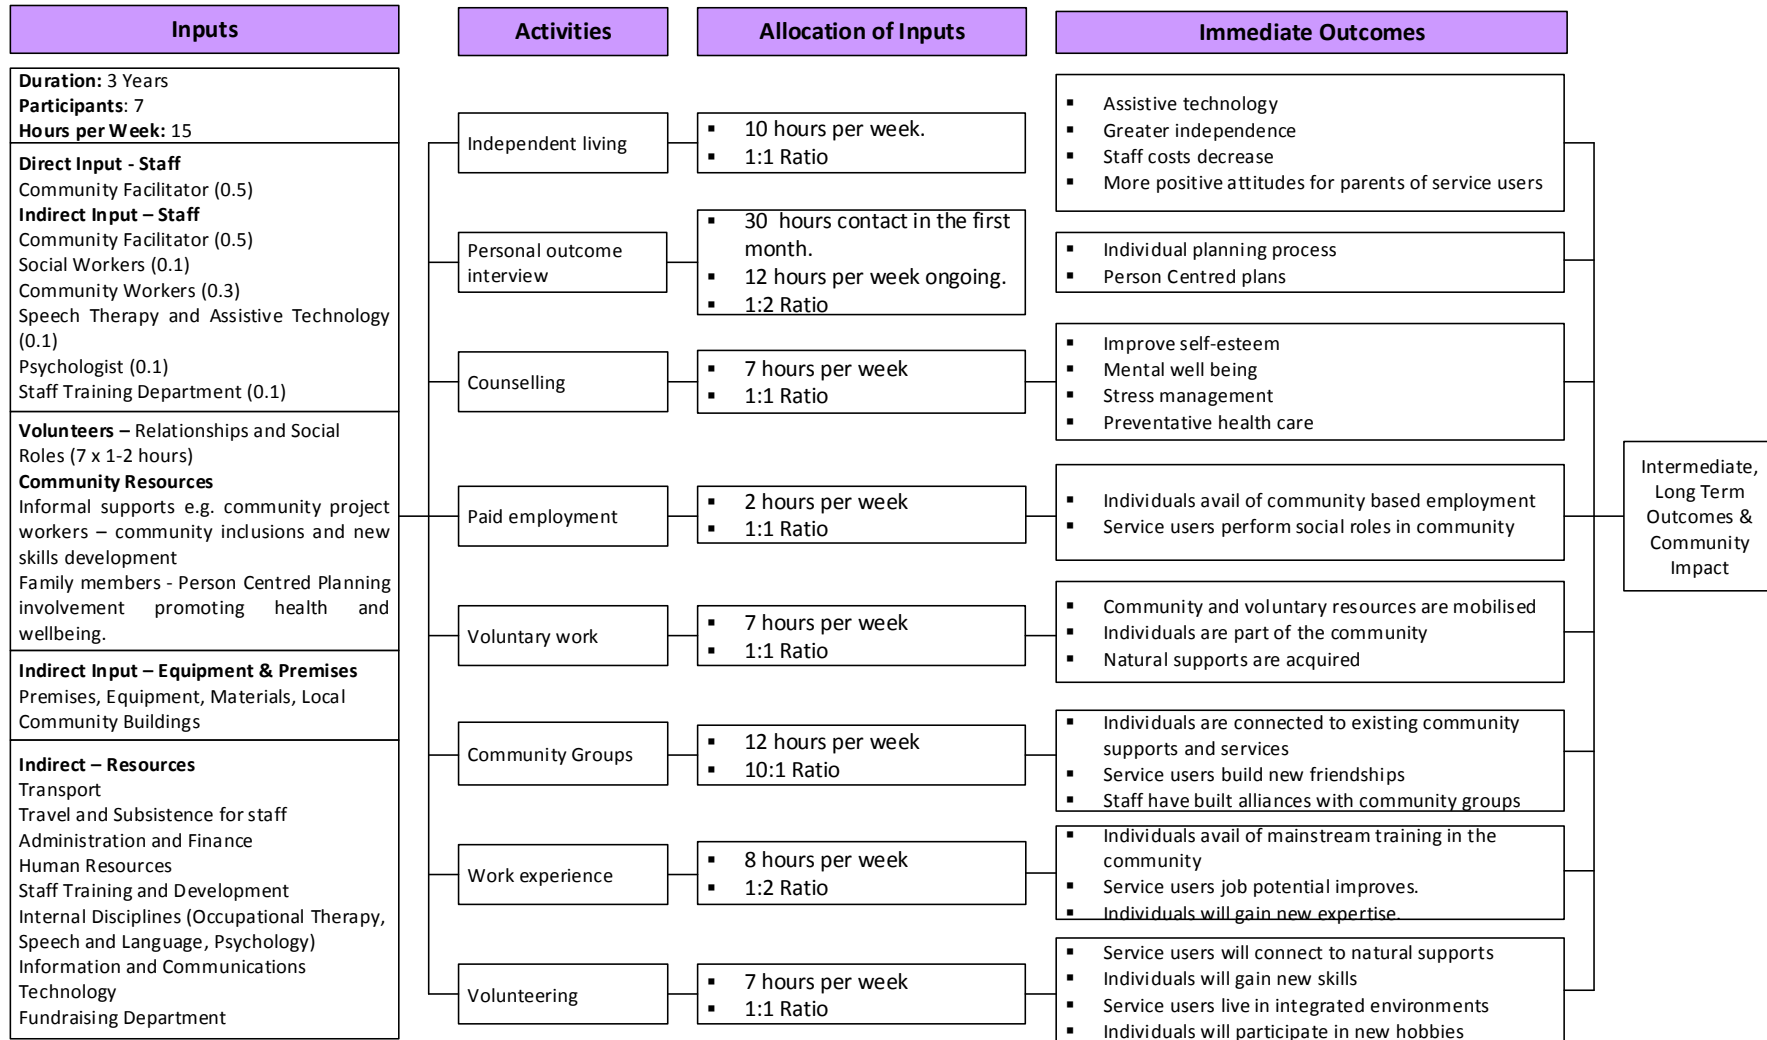 Inputs
Duration: 3 Years
Participants: 7
Hours per Week: 15
Direct Input - Staff
Community Facilitator (0.5)
Indirect Input – Staff
Community Facilitator (0.5)
Social Workers (0.1)
Community Workers (0.3)
Speech Therapy and Assistive Technology
(0.1)
Psychologist (0.1)
Staff Training Department (0.1)
Volunteers – Relationships and Social
Roles (7 x 1-2 hours)
Community Resources
Informal supports e.g. community project
workers – community inclusions and new
skills development
Family members - Person Centred Planning
involvement promoting health and
wellbeing.
Indirect Input – Equipment & Premises
Premises, Equipment, Materials, Local
Community Buildings
Indirect – Resources
Transport
Travel and Subsistence for staff
Administration and Finance
Human Resources
Staff Training and Development
Internal Disciplines (Occupational Therapy,
Speech and Language, Psychology)
Information and Communications
Technology
Fundraising Department
Activities
Independent living
Personal outcome
interview
Counselling
Paid employment
Voluntary work
Community Groups
Work experience
Volunteering
Allocation of Inputs
▪ 10 hours per week.
▪ 1:1 Ratio
▪ 30 hours contact in the first
month.
▪ 12 hours per week ongoing.
▪ 1:2 Ratio
▪ 7 hours per week
▪ 1:1 Ratio
▪ 2 hours per week
▪ 1:1 Ratio
▪ 7 hours per week
▪ 1:1 Ratio
▪ 12 hours per week
▪ 10:1 Ratio
▪ 8 hours per week
▪ 1:2 Ratio
▪ 7 hours per week
▪ 1:1 Ratio
Immediate Outcomes
▪ Assistive technology
▪ Greater independence
▪ Staff costs decrease
▪ More positive attitudes for parents of service users
▪ Individual planning process
▪ Person Centred plans
▪ Improve self-esteem
▪ Mental well being
▪ Stress management
▪ Preventative health care
▪ Individuals avail of community based employment
▪ Service users perform social roles in community
▪ Community and voluntary resources are mobilised
▪ Individuals are part of the community
▪ Natural supports are acquired
▪ Individuals are connected to existing community
supports and services
▪ Service users build new friendships
▪ Staff have built alliances with community groups
▪ Individuals avail of mainstream training in the
community
▪ Service users job potential improves.
▪ Individuals will gain new expertise.
▪ Service users will connect to natural supports
▪ Individuals will gain new skills
▪ Service users live in integrated environments
▪ Individuals will participate in new hobbies
Intermediate,
Long Term
Outcomes &
Community
Impact